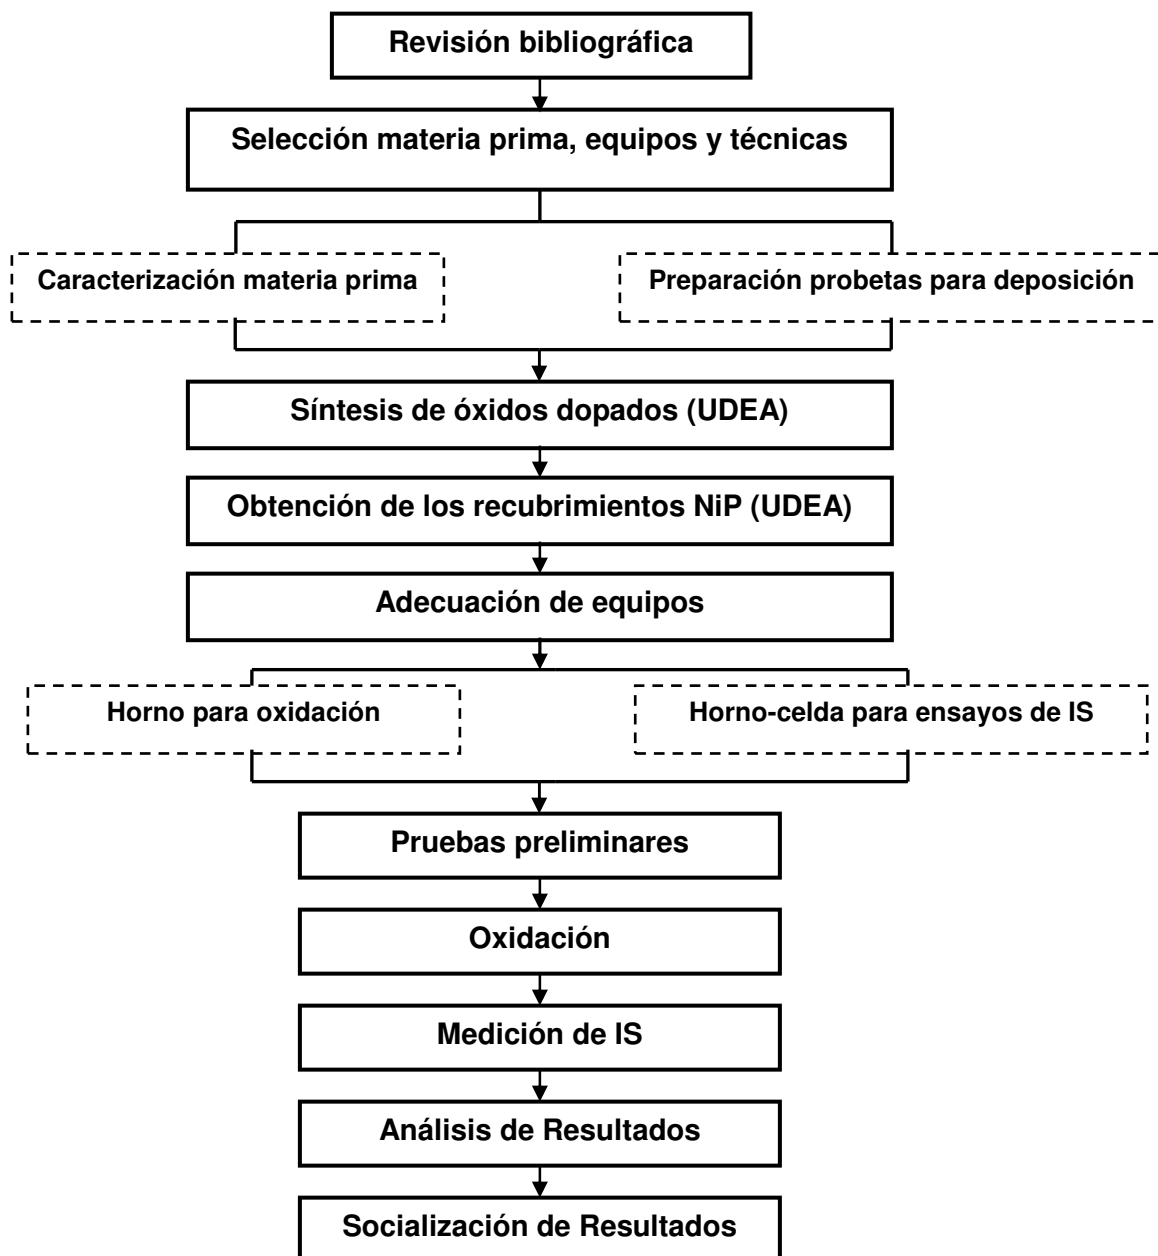 Revisión bibliográfica
Selección materia prima, equipos y técnicas
Caracterización materia prima
Preparación probetas para deposición
Síntesis de óxidos dopados (UDEA)
Obtención de los recubrimientos NiP (UDEA)
Adecuación de equipos
Horno para oxidación
Horno-celda para ensayos de IS
Pruebas preliminares
Oxidación
Medición de IS
Análisis de Resultados
Socialización de Resultados